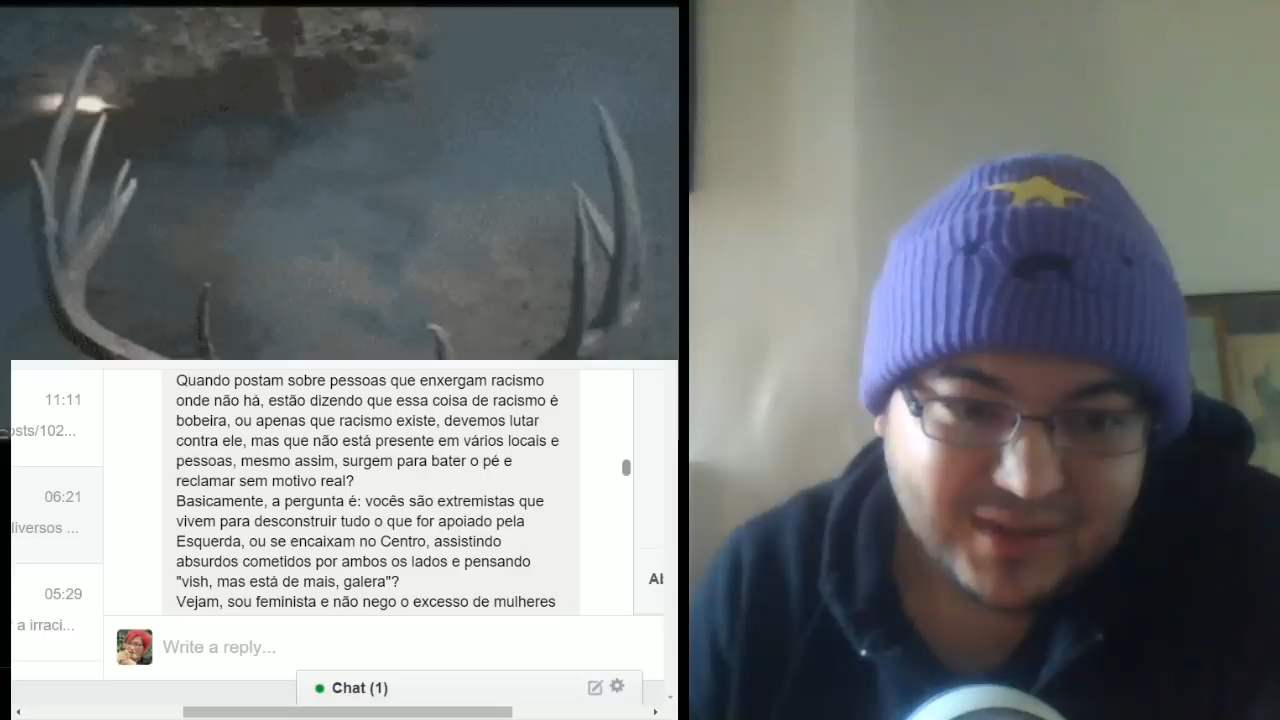 11:11
osts/102...
06:21
liversos ...
05:29
a irraci...
Quando postam sobre pessoas que enxergam racismo
onde não há, estão dizendo que essa coisa de racismo é
bobeira, ou apenas que racismo existe, devemos lutar
contra ele, mas que não está presente em vários locais e
pessoas, mesmo assim, surgem para bater o pé e
reclamar sem motivo real?
Basicamente, a pergunta é: vocês são extremistas que
vivem para desconstruir tudo o que for apoiado pela
Esquerda, ou se encaixam no Centro, assistindo
absurdos cometidos por ambos os lados e pensando
"vish, mas está de mais, galera"?
Vejam, sou feminista e não nego o excesso de mulheres
Al
Write a reply...
Chat (1)